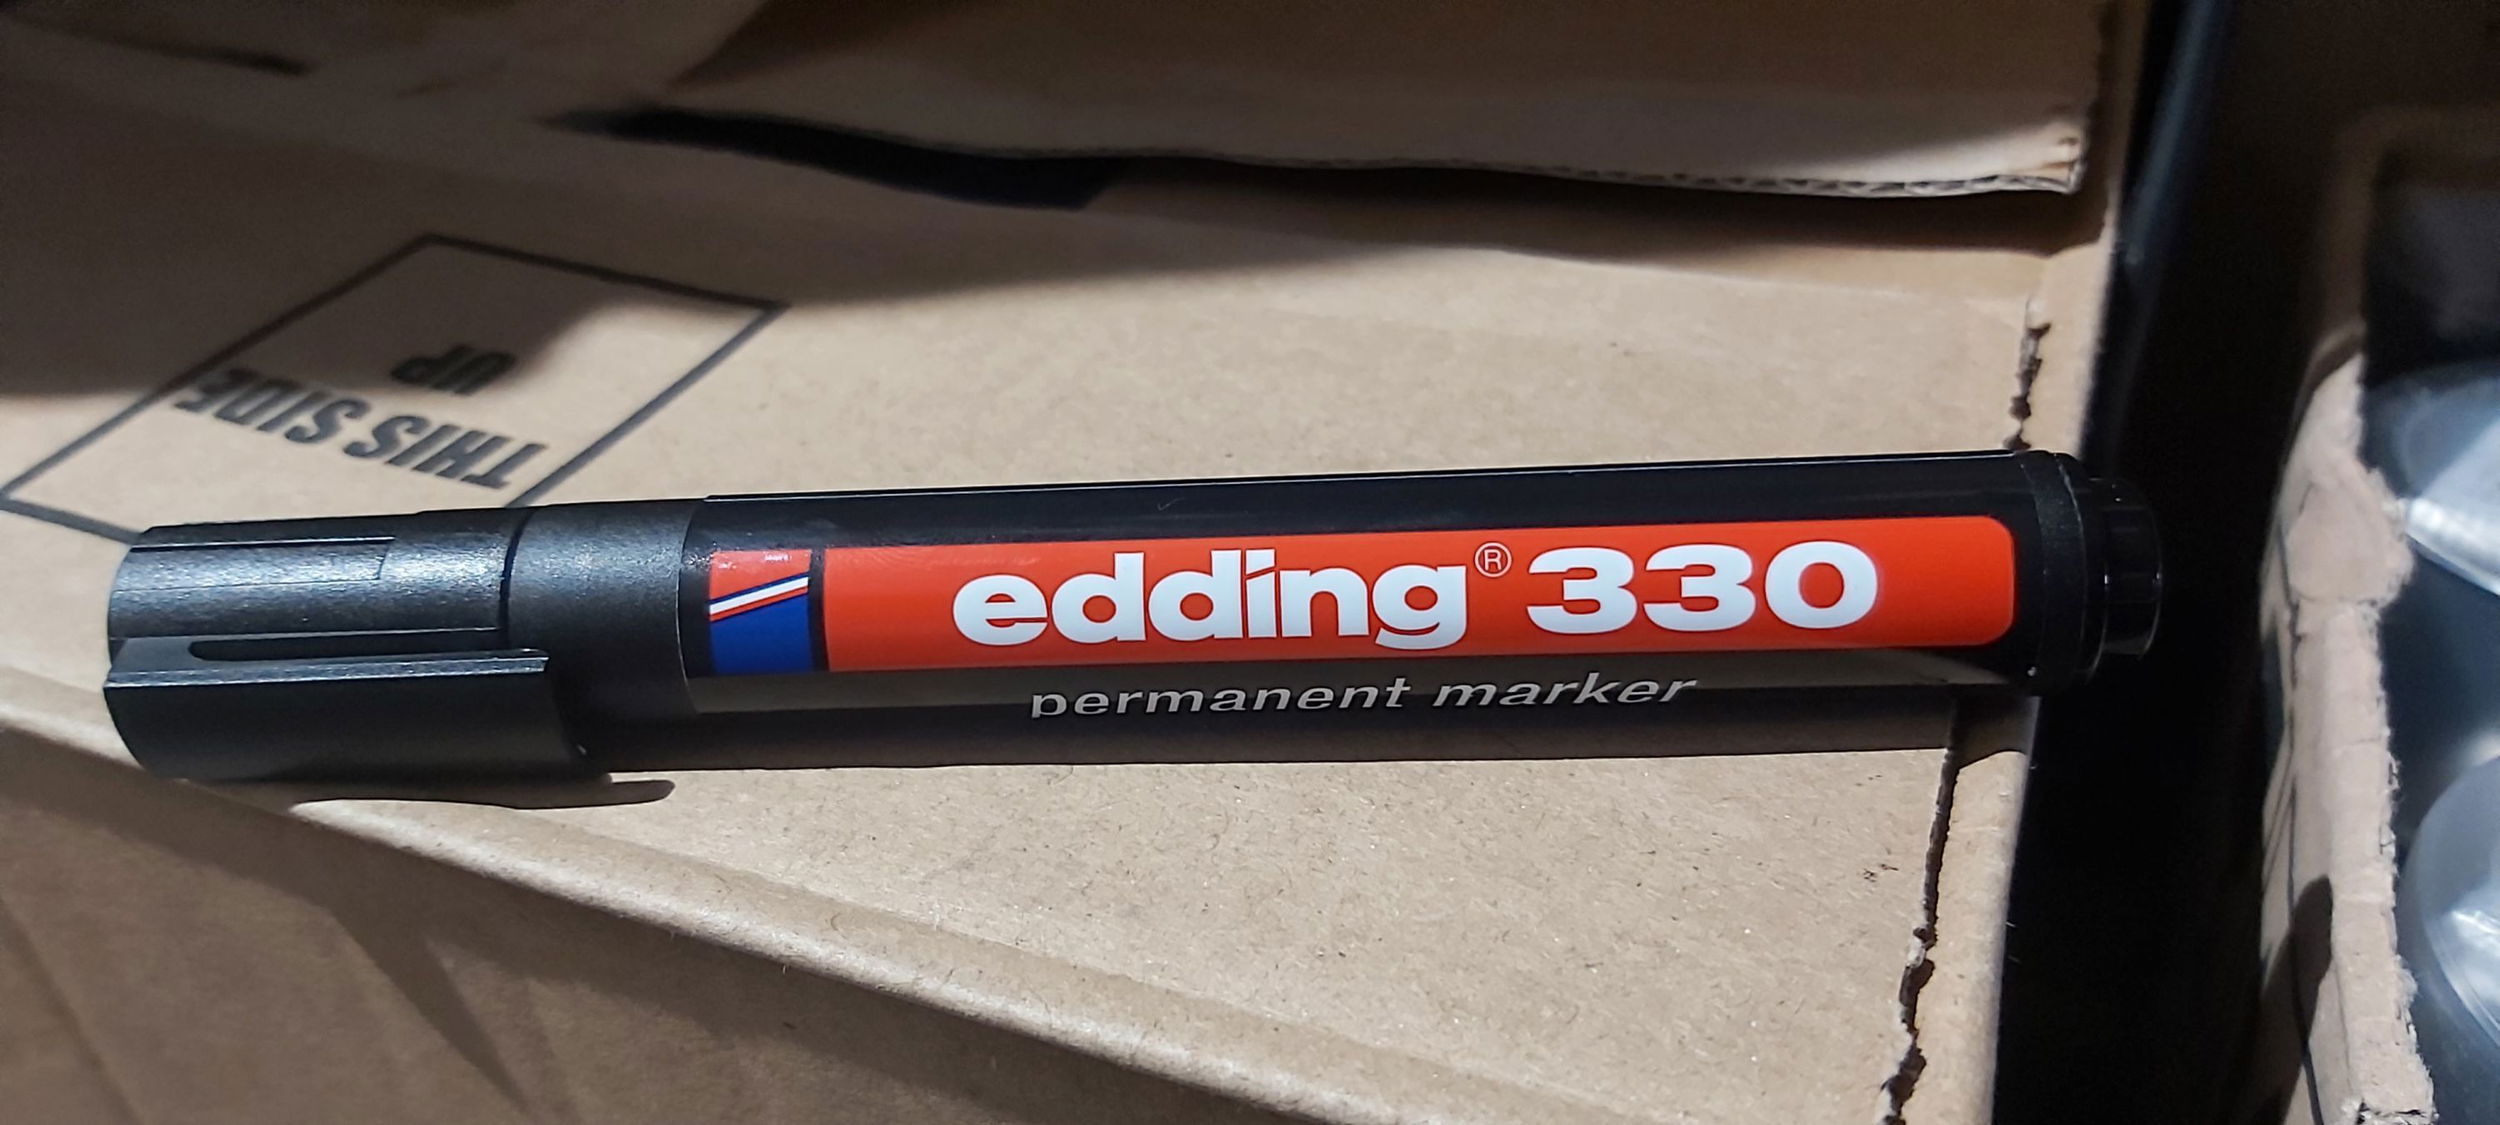 THIS SIDE
UP
edding® 330
permanent marker